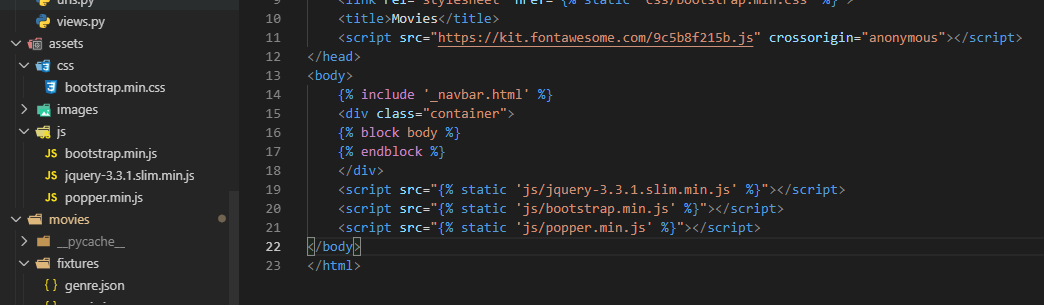 urls.py
views.py
assets
css
bootstrap.min.css
images
js
JS bootstrap.min.js
JS jquery-3.3.1.slim.min.js
JS popper.min.js
movies
__pycache__
fixtures
{ } genre.json
9 <link rel="stylesheet" href="{% static 'css/bootstrap.min.css' %}">
10 <title>Movies</title>
11 <script src="https://kit.fontawesome.com/9c5b8f215b.js" crossorigin="anonymous"></script>
12 </head>
13 <body>
14 {% include '_navbar.html' %}
15 <div class="container">
16 {% block body %}
17 {% endblock %}
18 </div>
19 <script src="{% static 'js/jquery-3.3.1.slim.min.js' %}"></script>
20 <script src="{% static 'js/bootstrap.min.js' %}"></script>
21 <script src="{% static 'js/popper.min.js' %}"></script>
22 </body>
23 </html>